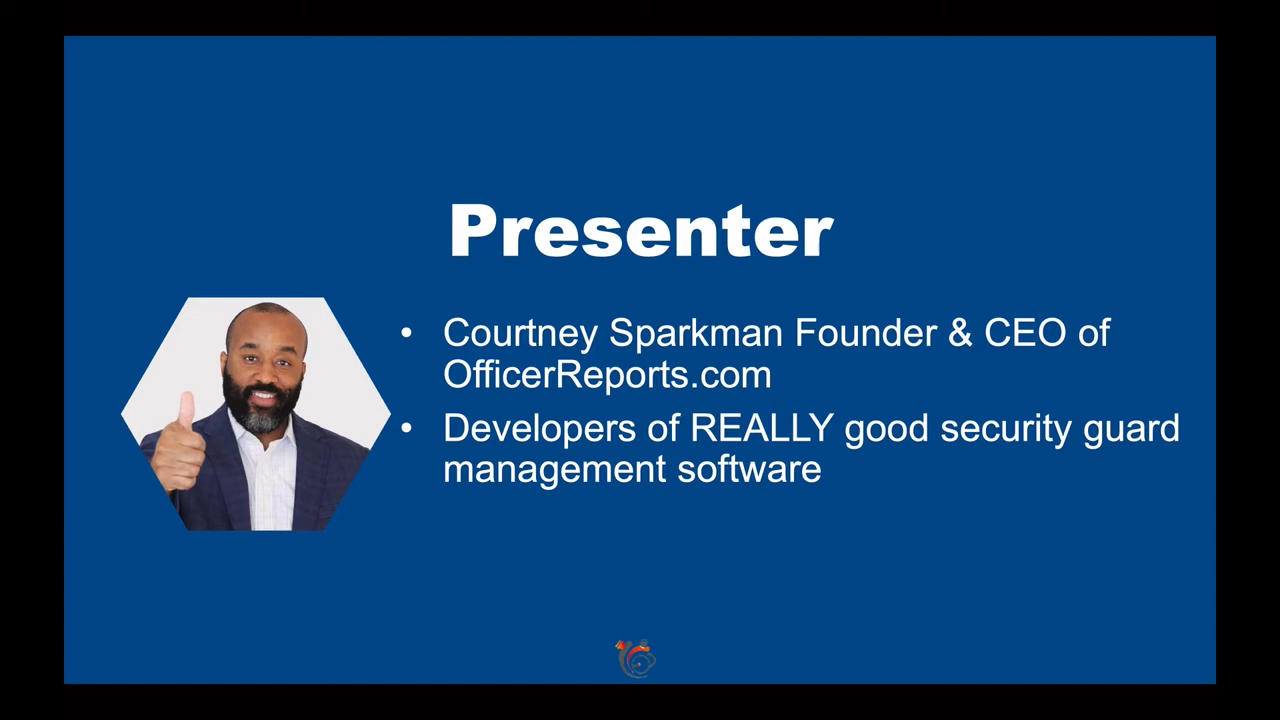 Presenter
• Courtney Sparkman Founder & CEO of
OfficerReports.com
• Developers of REALLY good security guard
management software